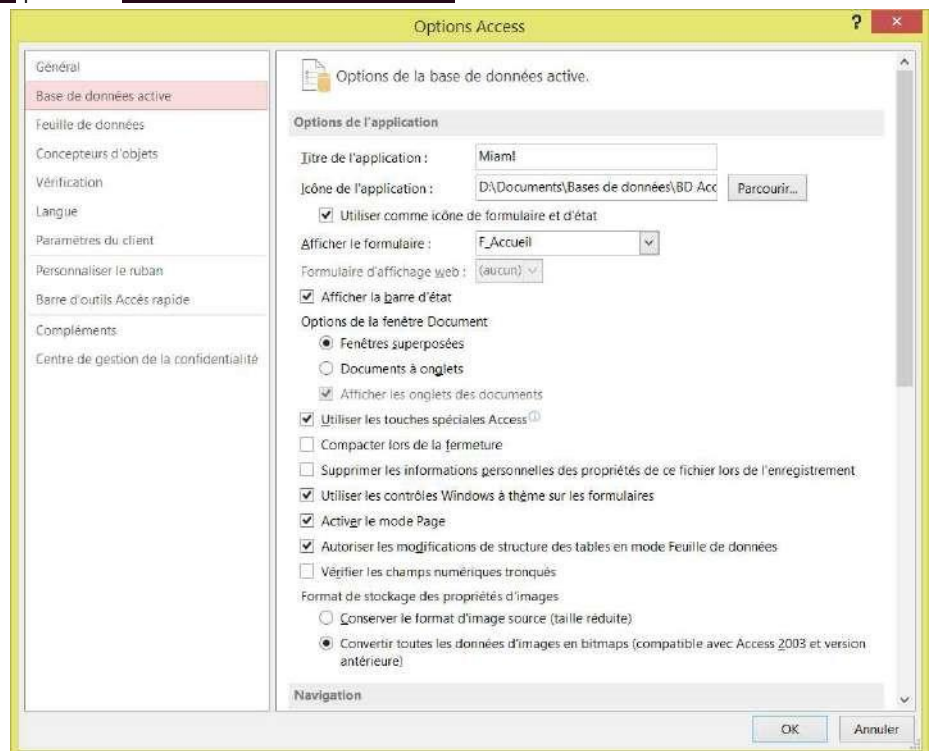 Options Access
?
×
Général
Base de données active
Feuille de données
Concepteurs d'objets
Vérification
Langue
Paramètres du client
Personnaliser le ruban
Barre d'outils Accès rapide
Compléments
Centre de gestion de la confidentialité
Options de la base de données active.
Options de l'application
Titre de l'application : Miam!
Icône de l'application : D:\Documents\Bases de données\BD Acc Parcourir...
Utiliser comme icône de formulaire et d'état
Afficher le formulaire : F_Accueil
Formulaire d'affichage web : (aucun)
Afficher la barre d'état
Options de la fenêtre Document
Fenêtres superposées
Documents à onglets
Afficher les onglets des documents
Utiliser les touches spéciales Access
Compacter lors de la fermeture
Supprimer les informations personnelles des propriétés de ce fichier lors de l'enregistrement
Utiliser les contrôles Windows à thème sur les formulaires
Activer le mode Page
Autoriser les modifications de structure des tables en mode Feuille de données
Vérifier les champs numériques tronqués
Format de stockage des propriétés d'images
Conserver le format d'image source (taille réduite)
Convertir toutes les données d'images en bitmaps (compatible avec Access 2003 et version
antérieure)
Navigation
OK Annuler